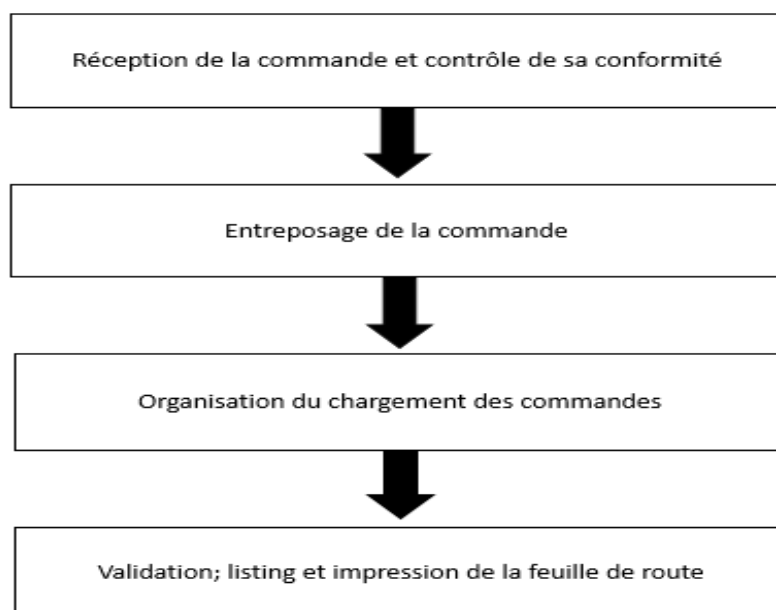 Réception de la commande et contrôle de sa conformité
Entreposage de la commande
Organisation du chargement des commandes
Validation; listing et impression de la feuille de route